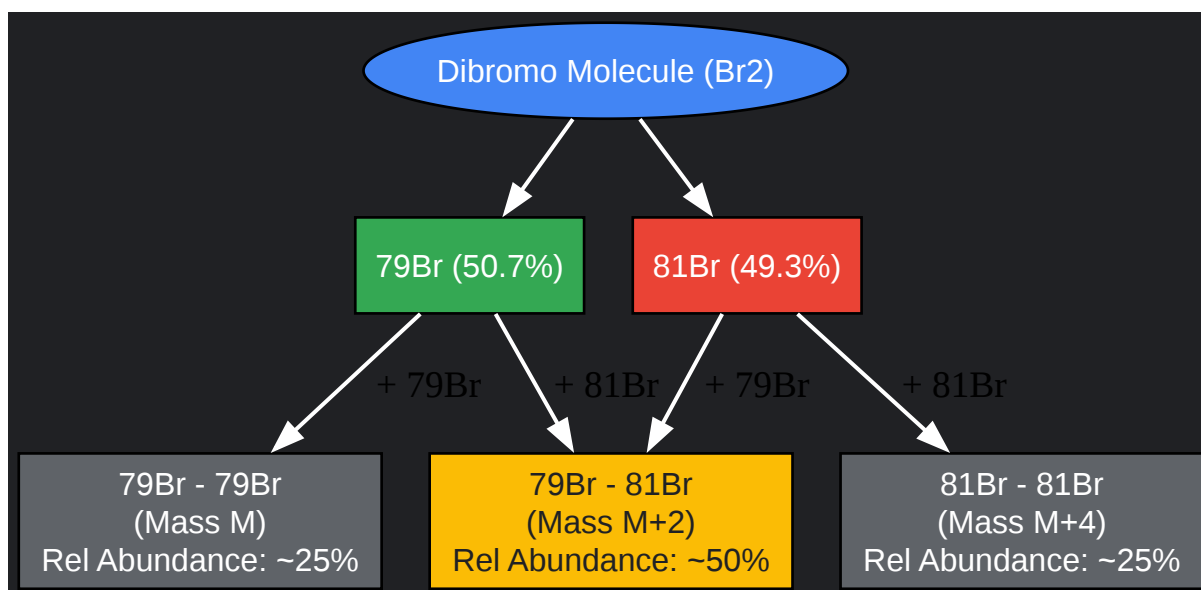 Dibromo Molecule (Br2)
79Br (50.7%)
81Br (49.3%)
+ 79Br
+ 81Br
+ 79Br
+ 81Br
79Br - 79Br
(Mass M)
Rel Abundance: ~25%
79Br - 81Br
(Mass M+2)
Rel Abundance: ~50%
81Br - 81Br
(Mass M+4)
Rel Abundance: ~25%